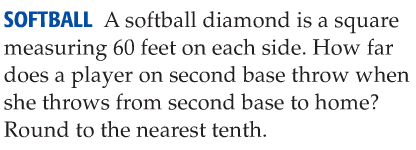 SOFTBALL A softball diamond is a square
measuring 60 feet on each side. How far
does a player on second base throw when
she throws from second base to home?
Round to the nearest tenth.